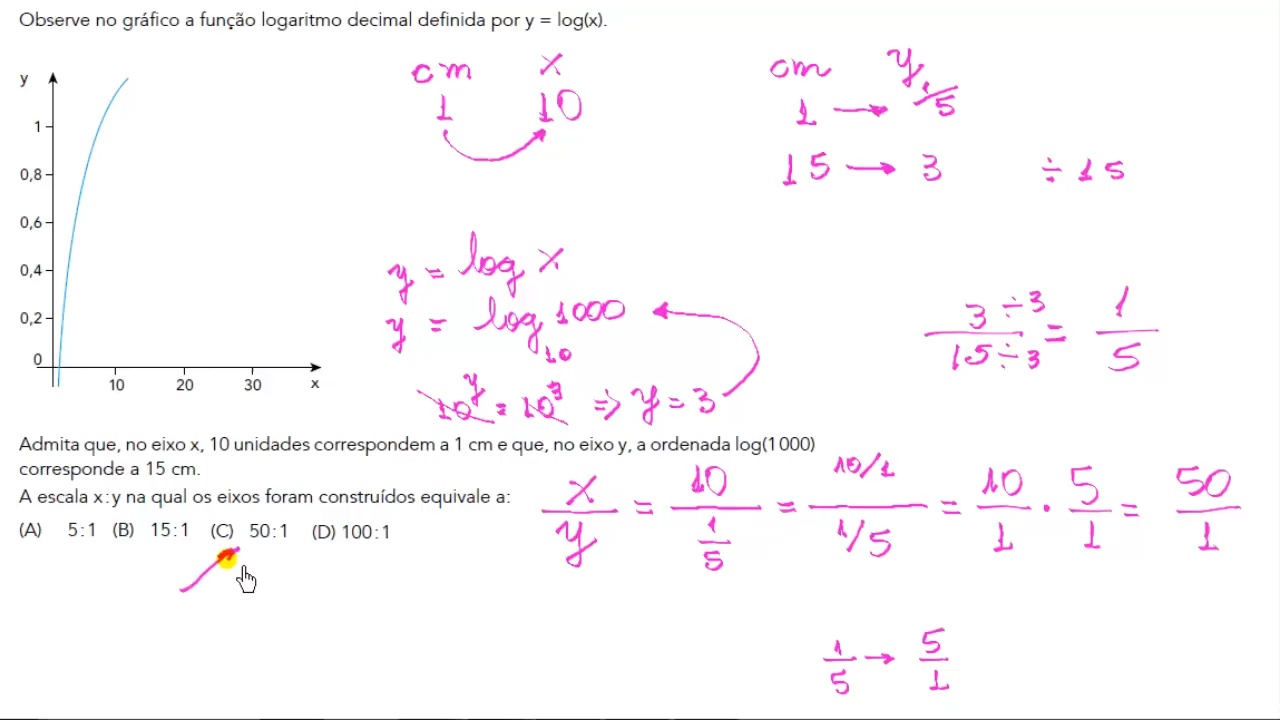 Observe no gráfico a função logaritmo decimal definida por y = log(x).
y
1
0,8
0,6
0,4
0,2
0
10 20 30 x
cm x
1 10
cm y
1 → 1/5
15 → 3 ÷ 15
y = log x
y = log₁₀ 1000
10^y = 10^3 ⇒ y = 3
3 ÷3 / 15 ÷3 = 1/5
Admita que, no eixo x, 10 unidades correspondem a 1 cm e que, no eixo y, a ordenada log(1000)
corresponde a 15 cm.
A escala x:y na qual os eixos foram construídos equivale a:
(A) 5:1 (B) 15:1 (C) 50:1 (D) 100:1
x/y = 10/(1/5) = (10/1)/(1/5) = 10/1 · 5/1 = 50/1
1/5 → 5/1